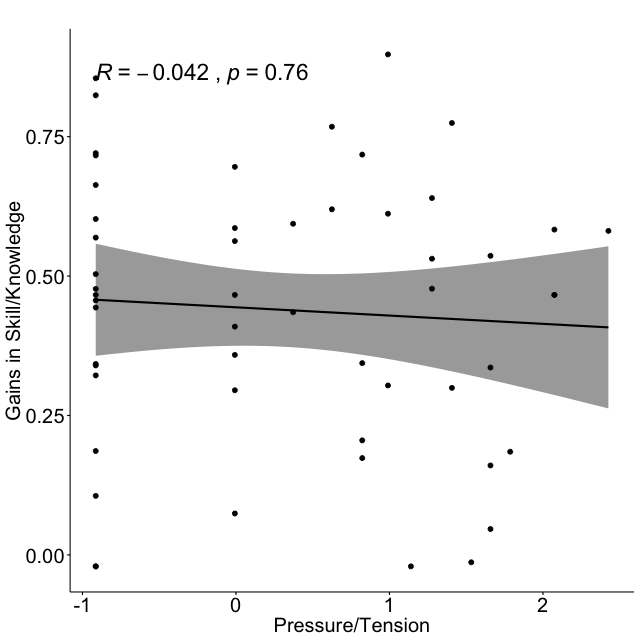 R = −0.042 , p = 0.76
0.75
0.50
0.25
0.00
Gains in Skill/Knowledge
-1 0 1 2
Pressure/Tension